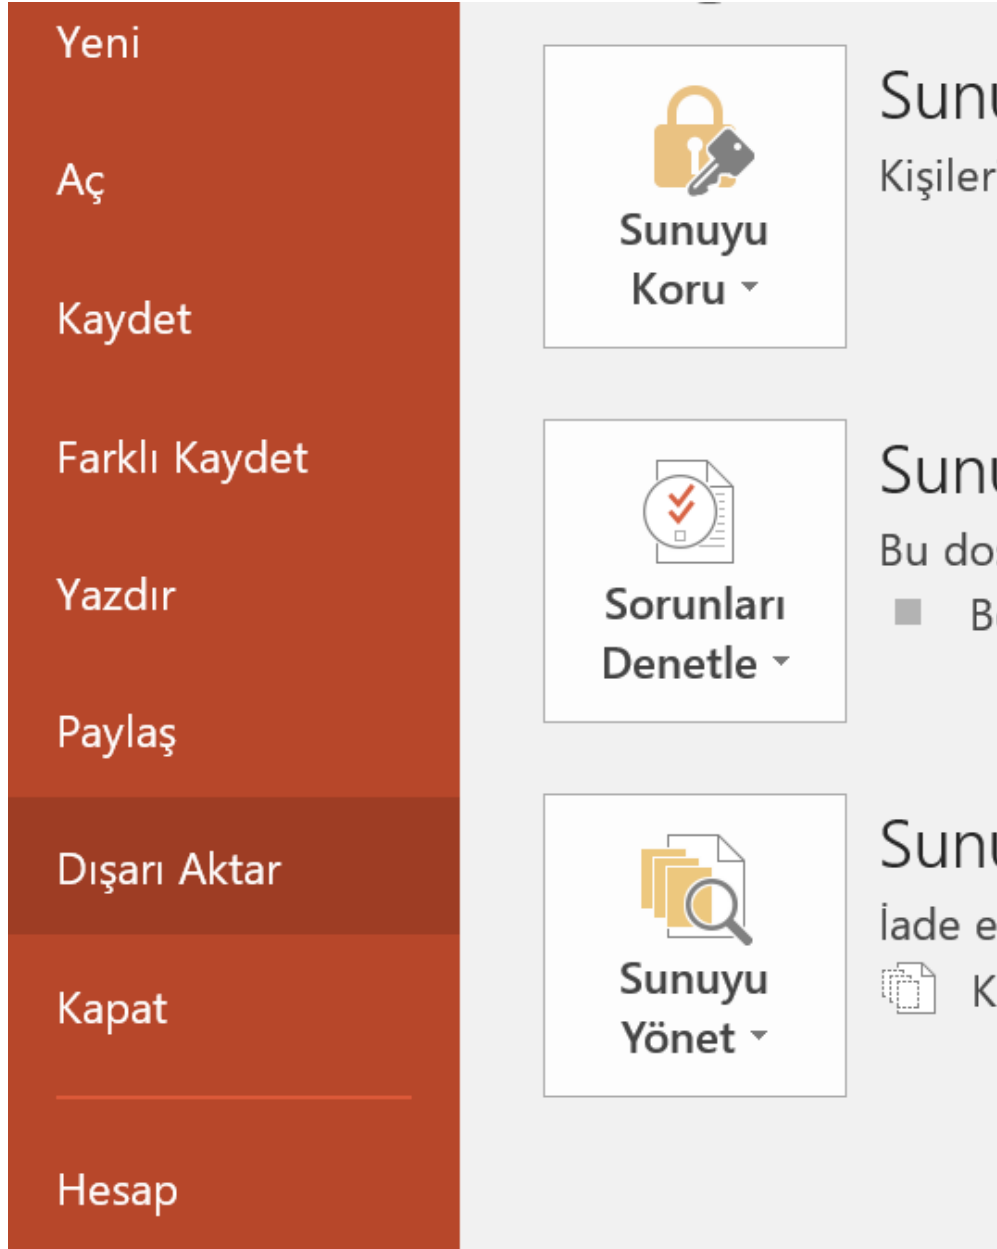 Yeni
Aç
Kaydet
Farklı Kaydet
Yazdır
Paylaş
Dışarı Aktar
Kapat
Hesap
Sunuyu
Koru
Kişiler
Sorunları
Denetle
Bu
Sunuyu
Yönet
İade